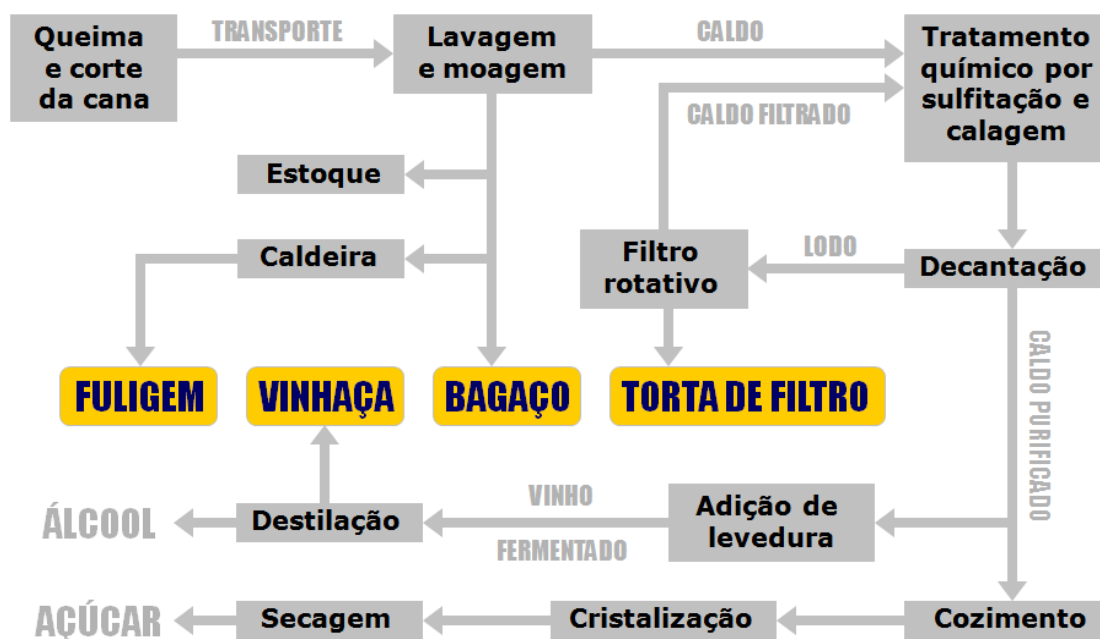 Queima
e corte
da cana
TRANSPORTE
Lavagem
e moagem
CALDO
Tratamento
químico por
sulfitação e
calagem
CALDO FILTRADO
Estoque
Caldeira
Filtro
rotativo
LODO
Decantação
FULIGEM
VINHAÇA
BAGAÇO
TORTA DE FILTRO
CALDO PURIFICADO
ÁLCOOL
Destilação
VINHO
FERMENTADO
Adição de
levedura
AÇÚCAR
Secagem
Cristalização
Cozimento